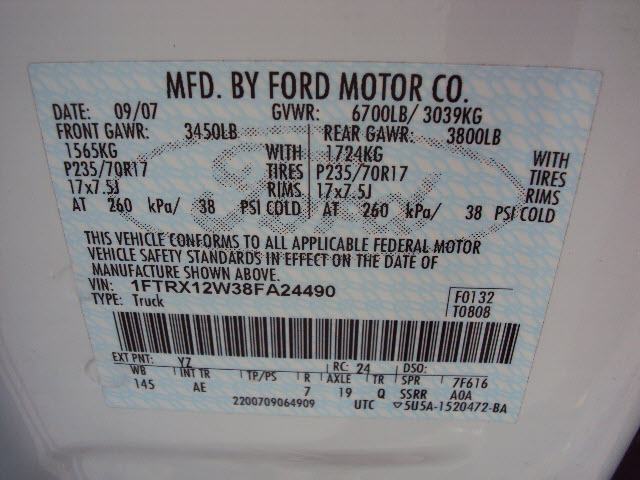 MFD. BY FORD MOTOR CO.
DATE: 09/07 GVWR: 6700LB/ 3039KG
FRONT GAWR: 3450LB REAR GAWR: 3800LB
1565KG WITH 1724KG WITH
P235/70R17 TIRES P235/70R17 TIRES
17x7.5J RIMS 17x7.5J RIMS
AT 260 kPa/ 38 PSI COLD AT 260 kPa/ 38 PSI COLD
Ford
THIS VEHICLE CONFORMS TO ALL APPLICABLE FEDERAL MOTOR
VEHICLE SAFETY STANDARDS IN EFFECT ON THE DATE OF
MANUFACTURE SHOWN ABOVE.
VIN: 1FTRX12W38FA24490 F0132
TYPE: Truck T0808
EXT PNT: YZ RC: 24 DSO:
WB INT TR TP/PS R AXLE TR SPR 7F616
145 AE 7 19 Q SSRR A0A
2200709064909 UTC ▽5U5A-1520472-BA